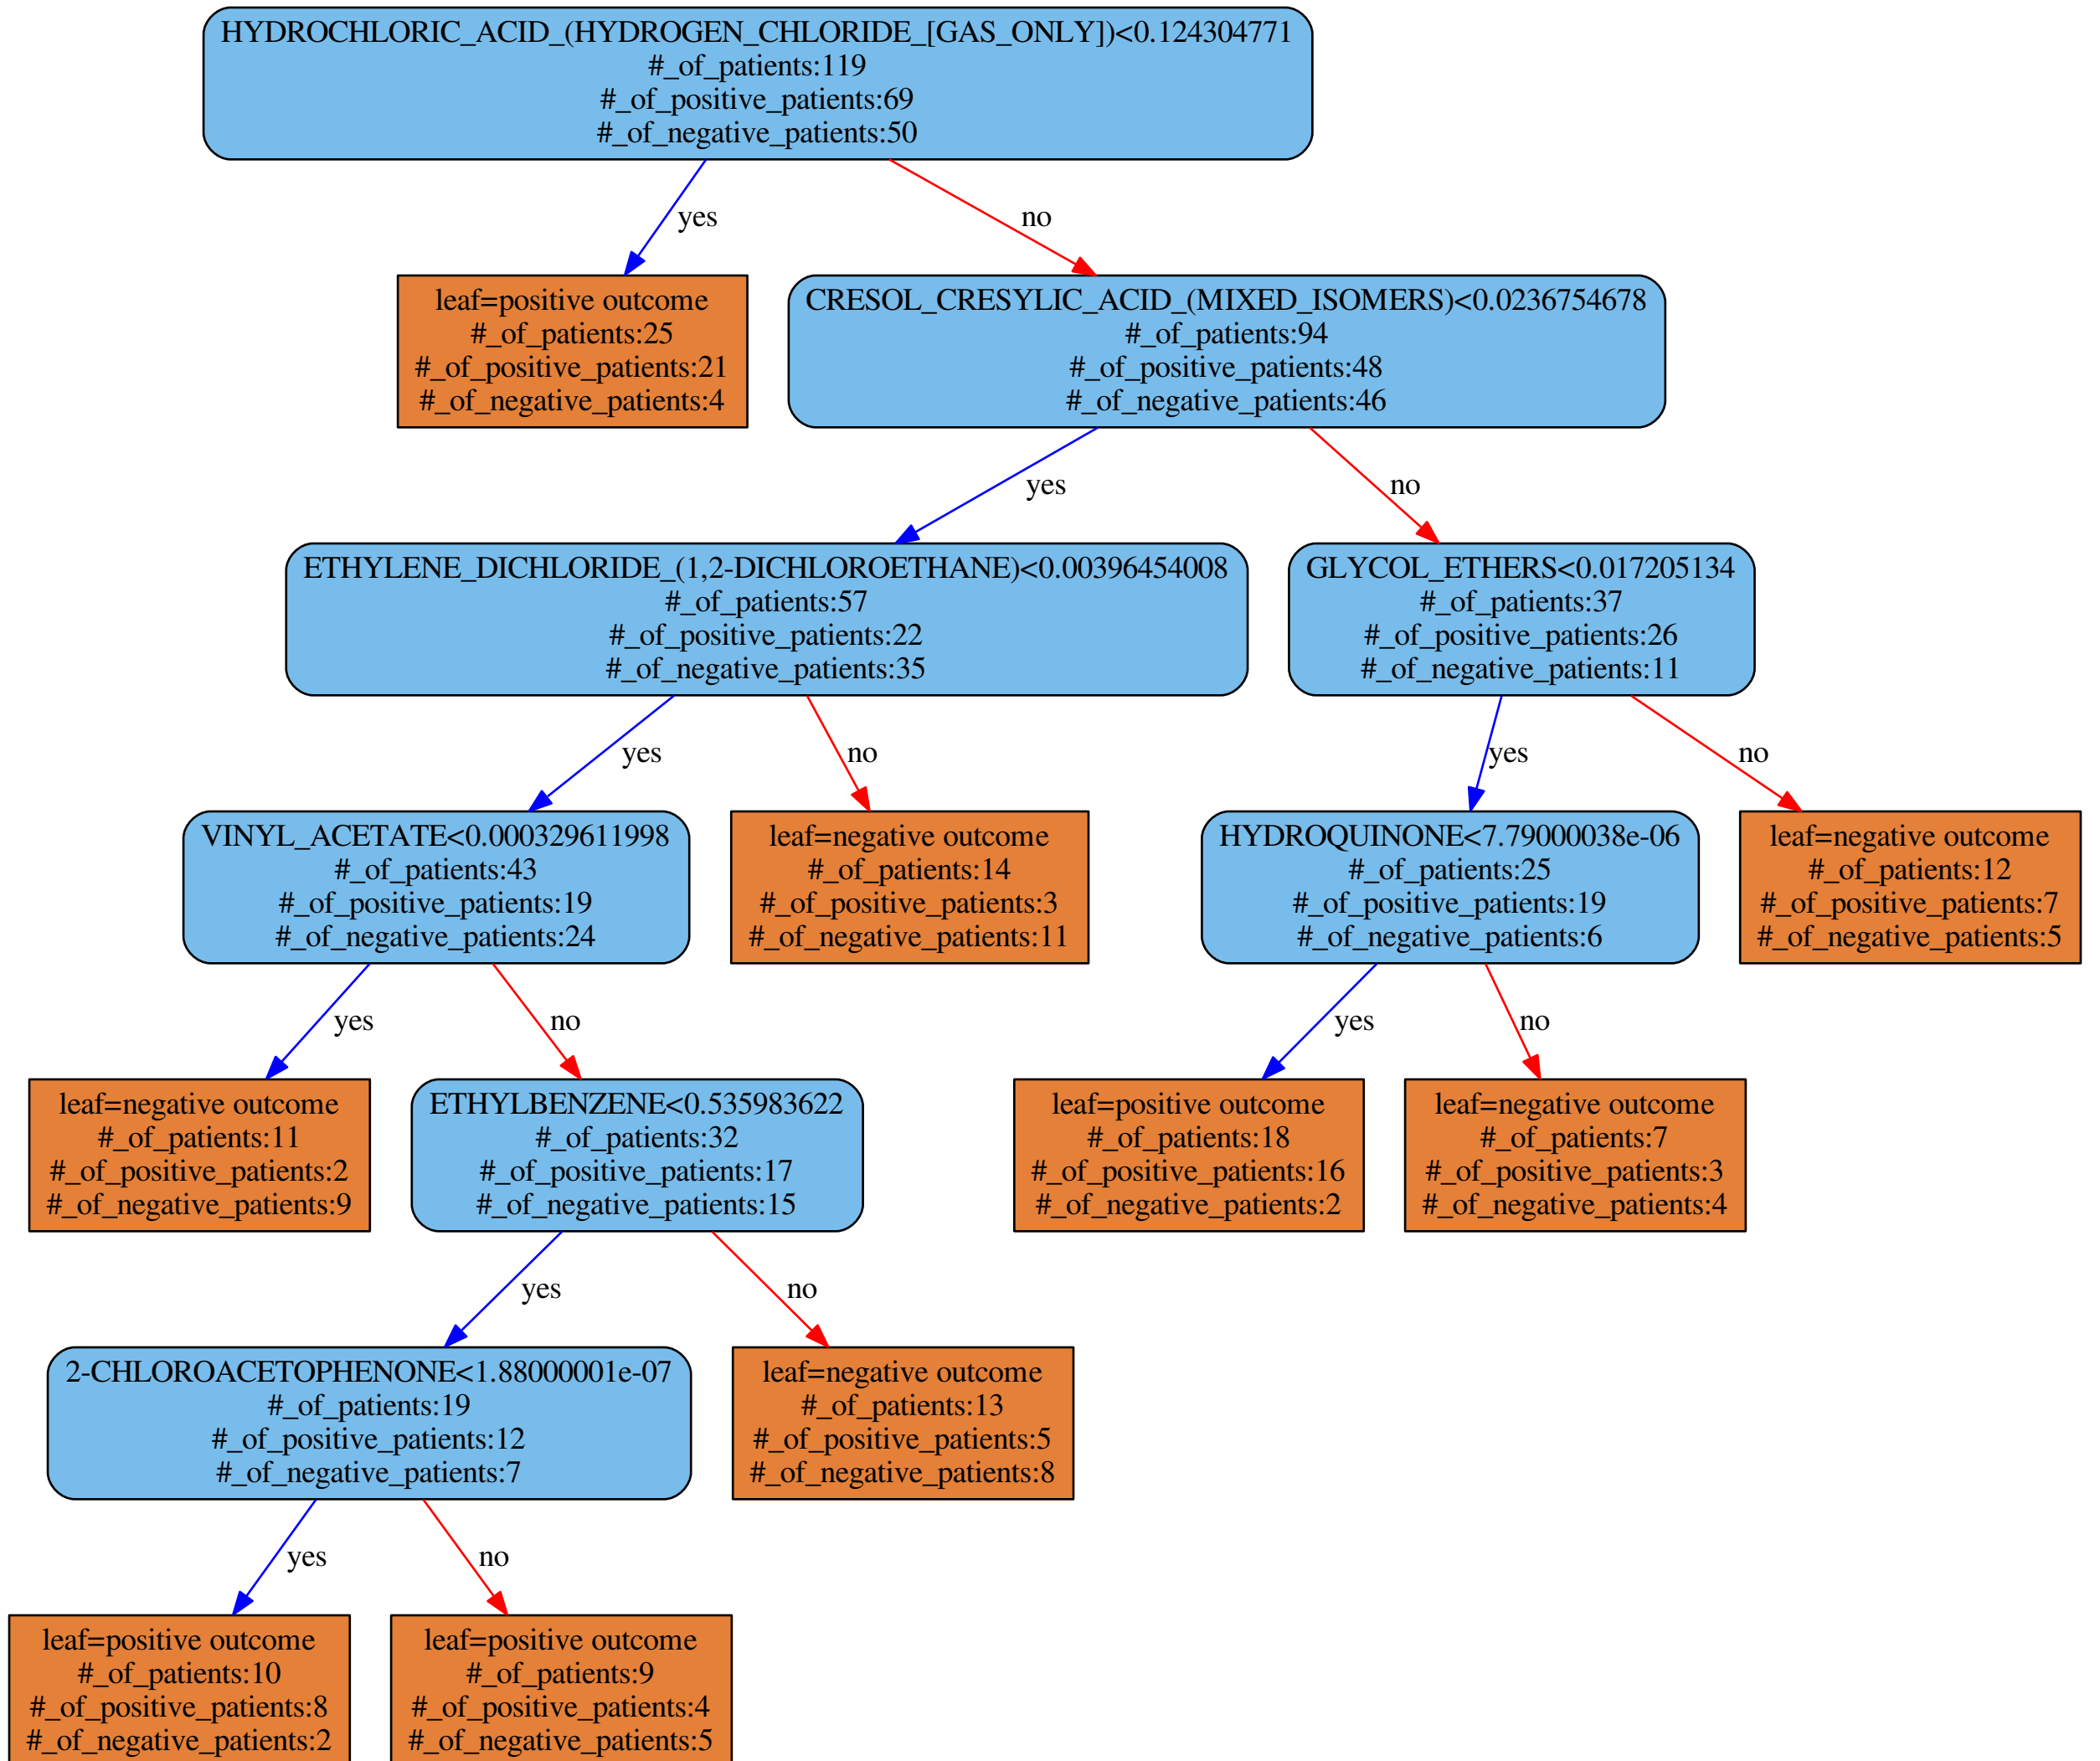 HYDROCHLORIC_ACID_(HYDROGEN_CHLORIDE_[GAS_ONLY])<0.124304771
#_of_patients:119
#_of_positive_patients:69
#_of_negative_patients:50
yes
no
leaf=positive outcome
#_of_patients:25
#_of_positive_patients:21
#_of_negative_patients:4
CRESOL_CRESYLIC_ACID_(MIXED_ISOMERS)<0.0236754678
#_of_patients:94
#_of_positive_patients:48
#_of_negative_patients:46
yes
no
ETHYLENE_DICHLORIDE_(1,2-DICHLOROETHANE)<0.00396454008
#_of_patients:57
#_of_positive_patients:22
#_of_negative_patients:35
GLYCOL_ETHERS<0.017205134
#_of_patients:37
#_of_positive_patients:26
#_of_negative_patients:11
yes
no
yes
no
VINYL_ACETATE<0.000329611998
#_of_patients:43
#_of_positive_patients:19
#_of_negative_patients:24
leaf=negative outcome
#_of_patients:14
#_of_positive_patients:3
#_of_negative_patients:11
HYDROQUINONE<7.79000038e-06
#_of_patients:25
#_of_positive_patients:19
#_of_negative_patients:6
leaf=negative outcome
#_of_patients:12
#_of_positive_patients:7
#_of_negative_patients:5
yes
no
yes
no
leaf=negative outcome
#_of_patients:11
#_of_positive_patients:2
#_of_negative_patients:9
ETHYLBENZENE<0.535983622
#_of_patients:32
#_of_positive_patients:17
#_of_negative_patients:15
leaf=positive outcome
#_of_patients:18
#_of_positive_patients:16
#_of_negative_patients:2
leaf=negative outcome
#_of_patients:7
#_of_positive_patients:3
#_of_negative_patients:4
yes
no
2-CHLOROACETOPHENONE<1.88000001e-07
#_of_patients:19
#_of_positive_patients:12
#_of_negative_patients:7
leaf=negative outcome
#_of_patients:13
#_of_positive_patients:5
#_of_negative_patients:8
yes
no
leaf=positive outcome
#_of_patients:10
#_of_positive_patients:8
#_of_negative_patients:2
leaf=positive outcome
#_of_patients:9
#_of_positive_patients:4
#_of_negative_patients:5